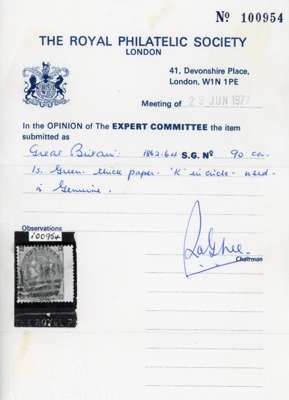 Nº 100954
THE ROYAL PHILATELIC SOCIETY
LONDON
41, Devonshire Place,
London, W1N 1PE
Meeting of 29 JUN 1977
In the OPINION of The EXPERT COMMITTEE the item
submitted as
Great Britain: 1862-64 S.G. Nº 90 var.
1s. Green thick paper 'K' in circle used
is Genuine.
Observations
100954
Chairman